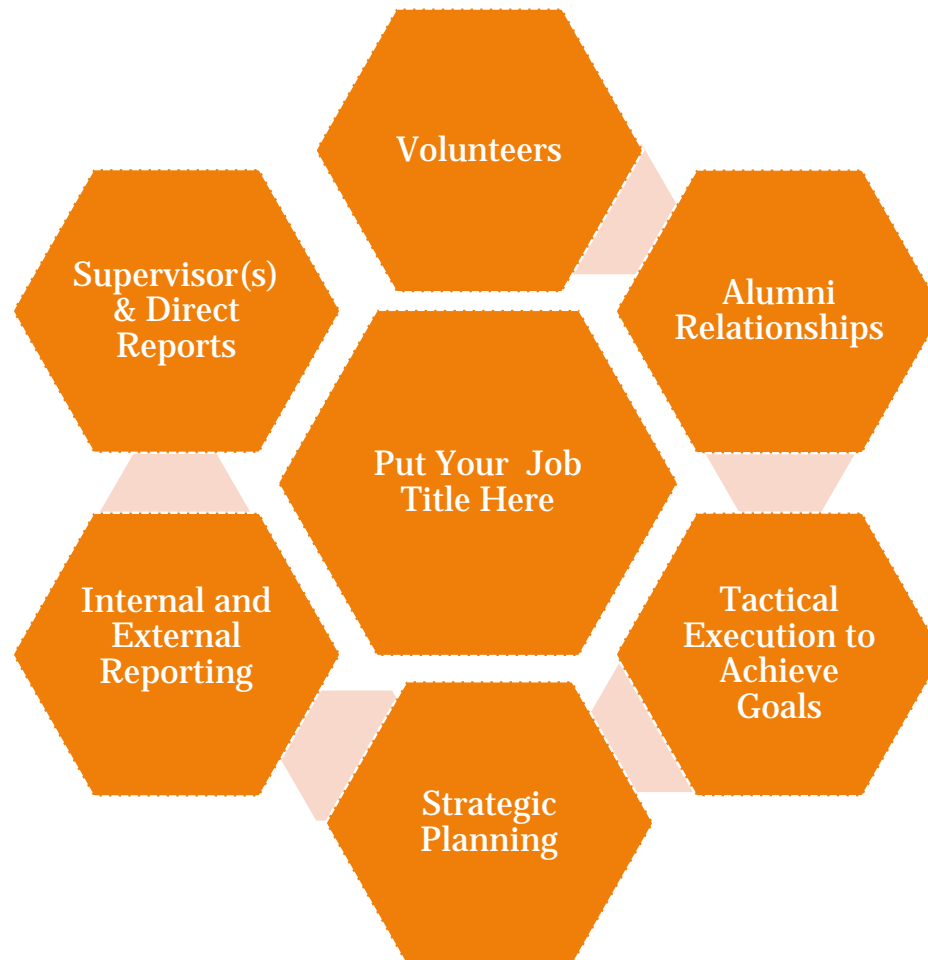 Volunteers
Supervisor(s)
& Direct
Reports
Alumni
Relationships
Put Your  Job
Title Here
Internal and
External
Reporting
Tactical
Execution to
Achieve
Goals
Strategic
Planning